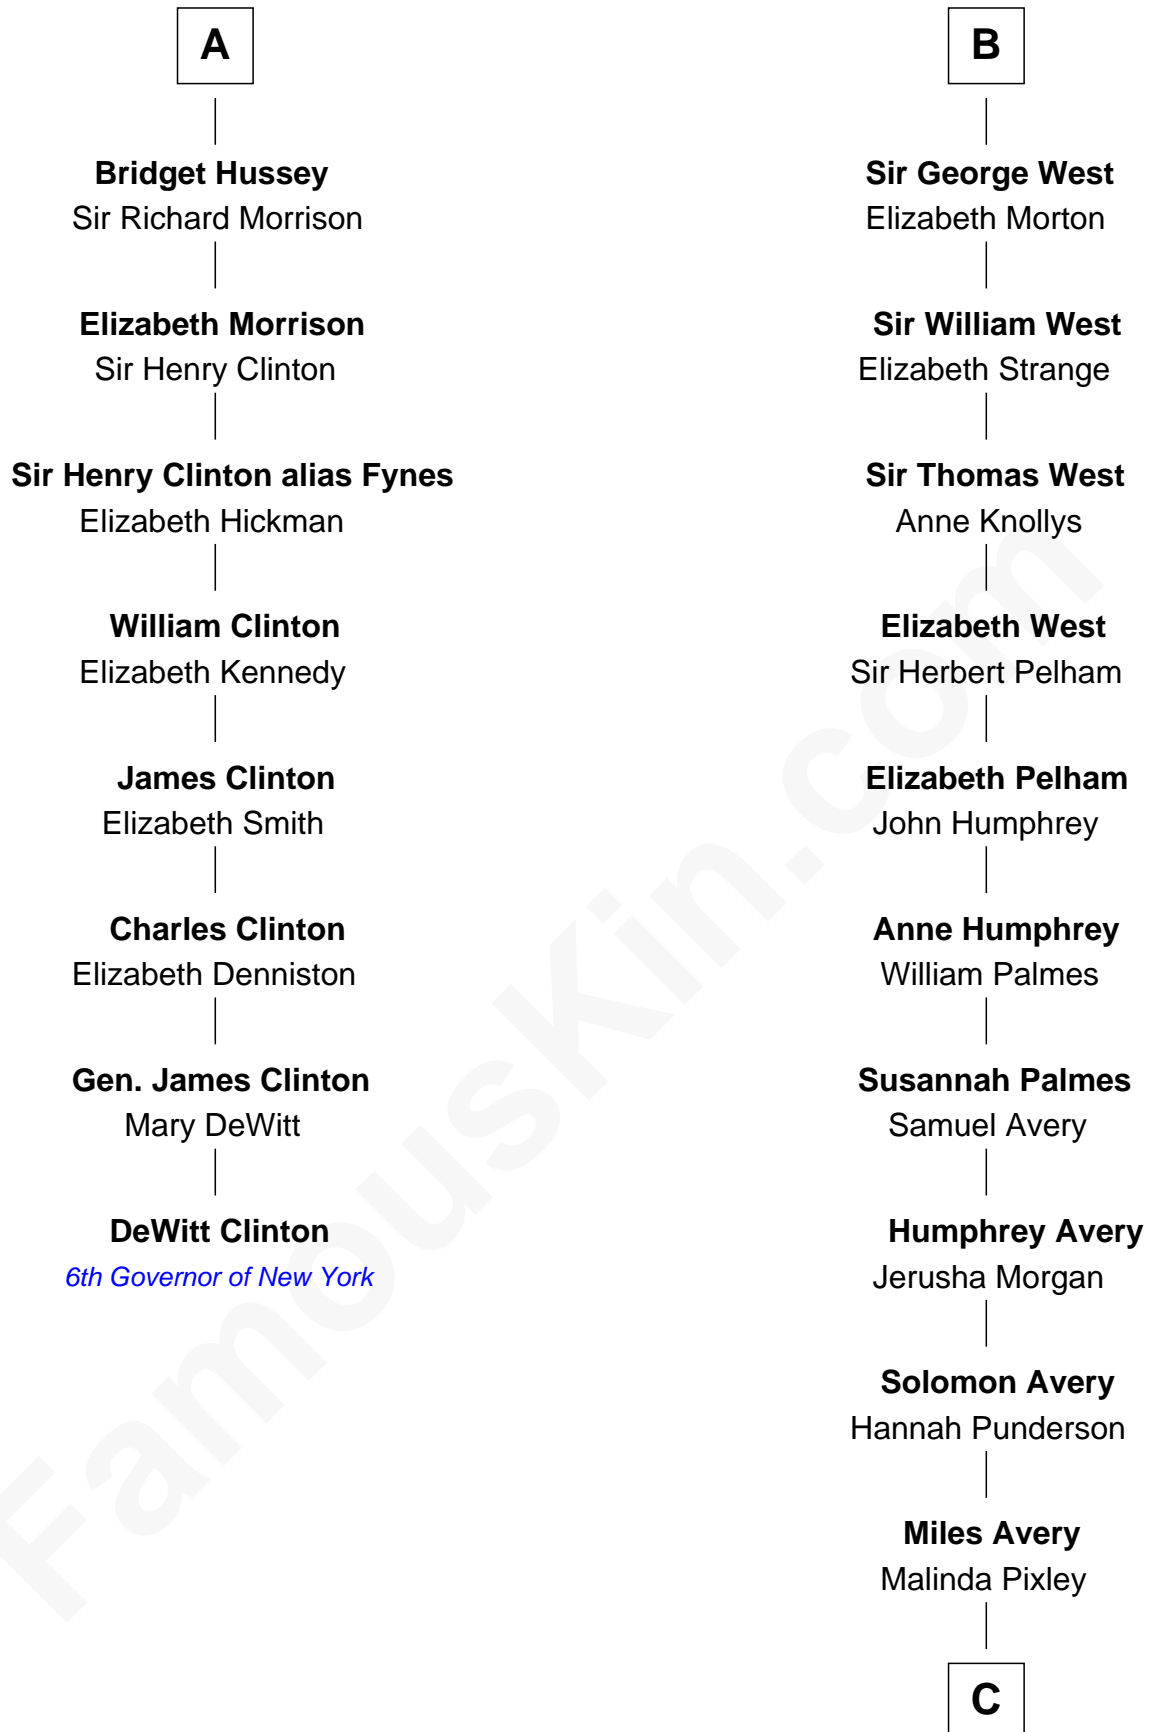 A
Bridget Hussey
Sir Richard Morrison
Elizabeth Morrison
Sir Henry Clinton
Sir Henry Clinton alias Fynes
Elizabeth Hickman
William Clinton
Elizabeth Kennedy
James Clinton
Elizabeth Smith
Charles Clinton
Elizabeth Denniston
Gen. James Clinton
Mary DeWitt
DeWitt Clinton
6th Governor of New York
B
Sir George West
Elizabeth Morton
Sir William West
Elizabeth Strange
Sir Thomas West
Anne Knollys
Elizabeth West
Sir Herbert Pelham
Elizabeth Pelham
John Humphrey
Anne Humphrey
William Palmes
Susannah Palmes
Samuel Avery
Humphrey Avery
Jerusha Morgan
Solomon Avery
Hannah Punderson
Miles Avery
Malinda Pixley
C
FamousKin.com